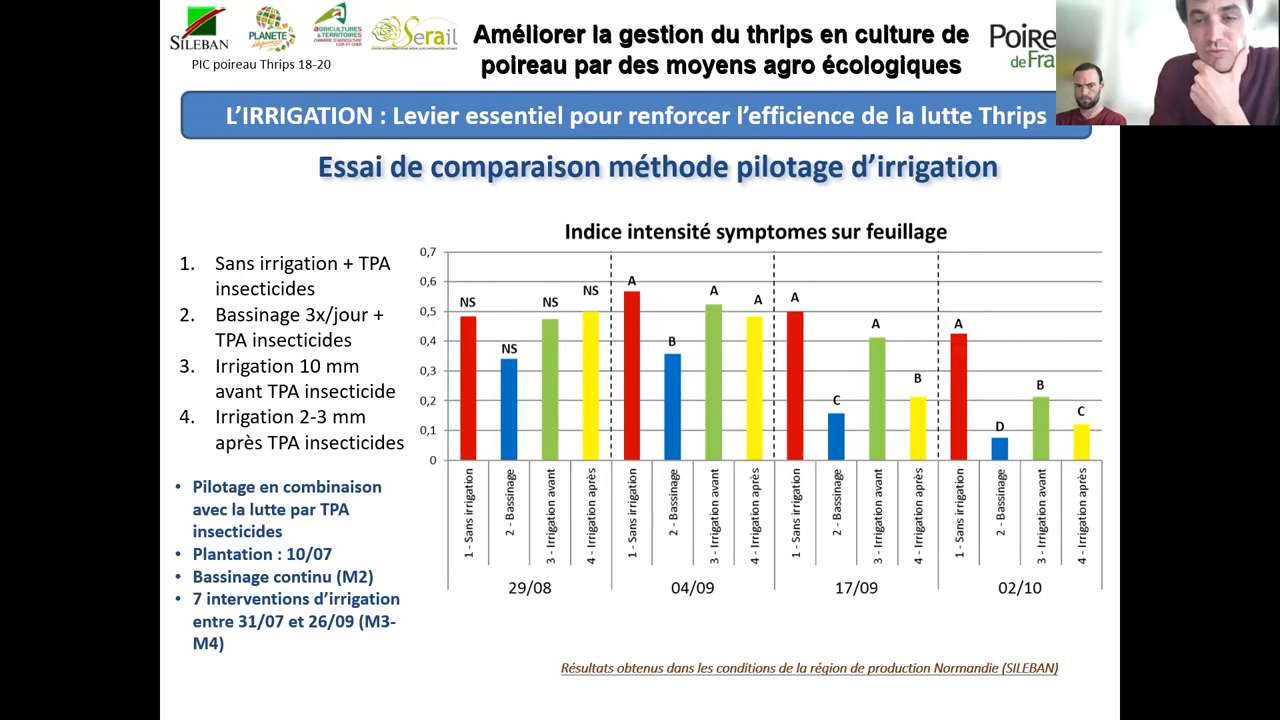 SILEBAN
PLANETE
Légumes
AGRICULTURES
& TERRITOIRES
CHAMBRE D'AGRICULTURE
LOIR-ET-CHER
Serail
PIC poireau Thrips 18-20
Améliorer la gestion du thrips en culture de
poireau par des moyens agro écologiques
Poire
de Fra
L'IRRIGATION : Levier essentiel pour renforcer l'efficience de la lutte Thrips
Essai de comparaison méthode pilotage d'irrigation
1. Sans irrigation + TPA
insecticides
2. Bassinage 3x/jour +
TPA insecticides
3. Irrigation 10 mm
avant TPA insecticide
4. Irrigation 2-3 mm
après TPA insecticides
• Pilotage en combinaison
avec la lutte par TPA
insecticides
• Plantation : 10/07
• Bassinage continu (M2)
• 7 interventions d'irrigation
entre 31/07 et 26/09 (M3-
M4)
Indice intensité symptomes sur feuillage
0,7
0,6
0,5
0,4
0,3
0,2
0,1
0
NS NS NS NS
A B A A
A C A B
A D B C
1 - Sans irrigation
2 - Bassinage
3 - Irrigation avant
4 - Irrigation après
1 - Sans irrigation
2 - Bassinage
3 - Irrigation avant
4 - Irrigation après
1 - Sans irrigation
2 - Bassinage
3 - Irrigation avant
4 - Irrigation après
1 - Sans irrigation
2 - Bassinage
3 - Irrigation avant
4 - Irrigation après
29/08 04/09 17/09 02/10
Résultats obtenus dans les conditions de la région de production Normandie (SILEBAN)